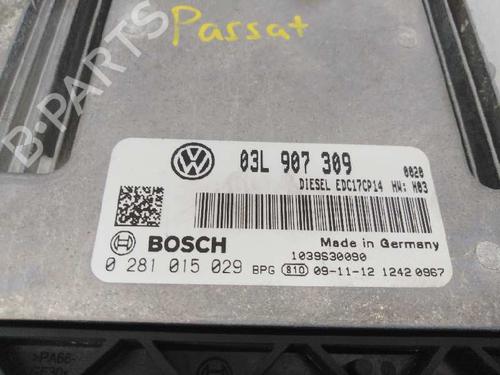 Passat
B-PARTS
03L 907 309
0020
DIESEL EDC17CP14 HW: H03
Made in Germany
BOSCH
1039S30090
0 281 015 029 BPG 810 09-11-12 1242 0967
>PA66-